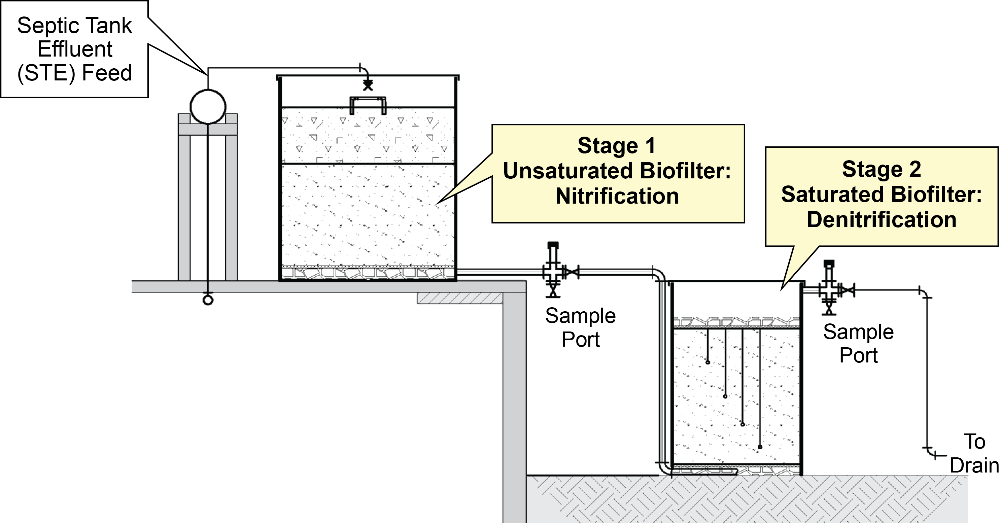 Septic Tank
Effluent
(STE) Feed
Stage 1
Unsaturated Biofilter:
Nitrification
Stage 2
Saturated Biofilter:
Denitrification
Sample
Port
Sample
Port
To
Drain